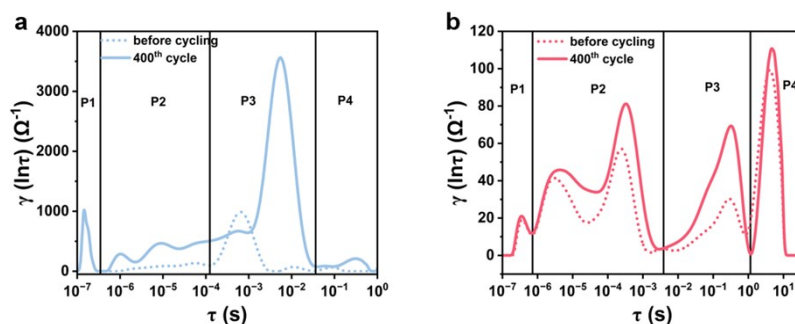 a
4000
3000
2000
1000
0
γ (lnτ) (Ω⁻¹)
before cycling
400ᵗʰ cycle
P1
P2
P3
P4
10⁻⁷ 10⁻⁶ 10⁻⁵ 10⁻⁴ 10⁻³ 10⁻² 10⁻¹ 10⁰
τ (s)
b
120
100
80
60
40
20
0
γ (lnτ) (Ω⁻¹)
before cycling
400ᵗʰ cycle
P1
P2
P3
P4
10⁻⁷ 10⁻⁶ 10⁻⁵ 10⁻⁴ 10⁻³ 10⁻² 10⁻¹ 10⁰ 10¹
τ (s)